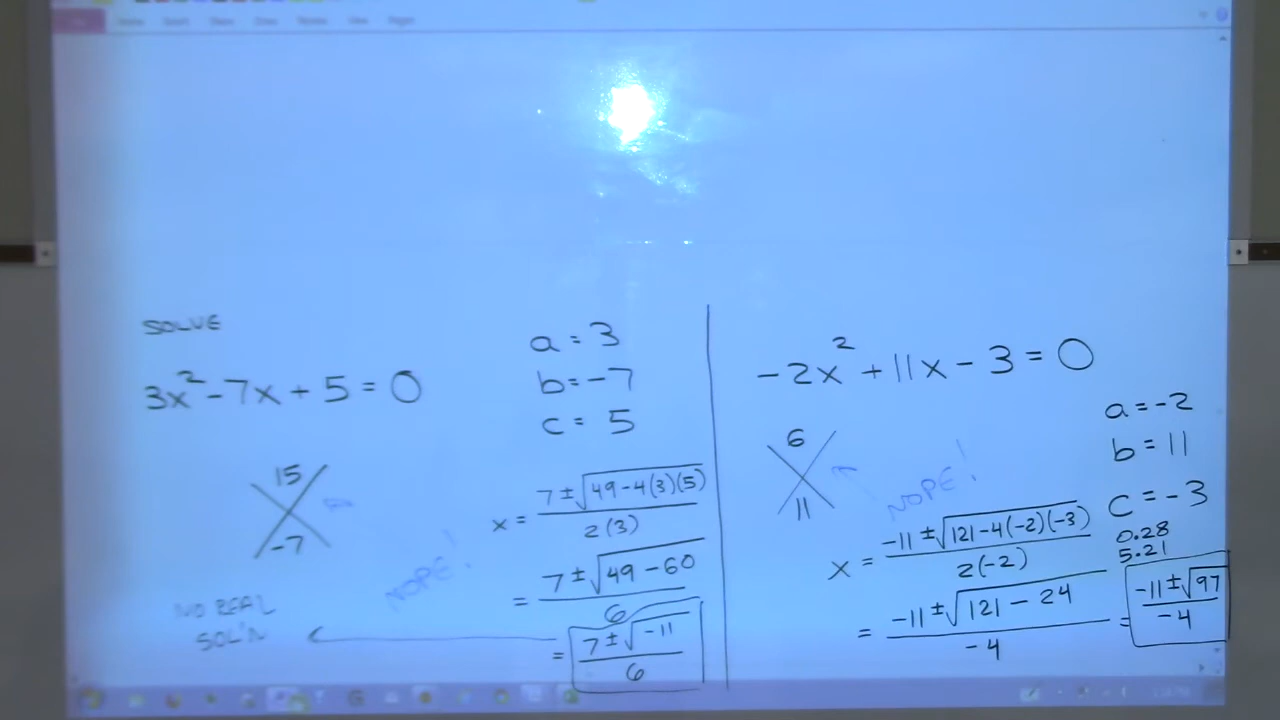 SOLVE
3x² - 7x + 5 = 0
a = 3
b = -7
c = 5
15
-7
NOPE!
x = 7 ± √49 - 4(3)(5) / 2(3)
= 7 ± √49 - 60 / 6
= 7 ± √-11 / 6
NO REAL
SOL'N
-2x² + 11x - 3 = 0
a = -2
b = 11
c = -3
6
11
NOPE!
x = -11 ± √121 - 4(-2)(-3) / 2(-2)
= -11 ± √121 - 24 / -4
= -11 ± √97 / -4
0.28
5.21